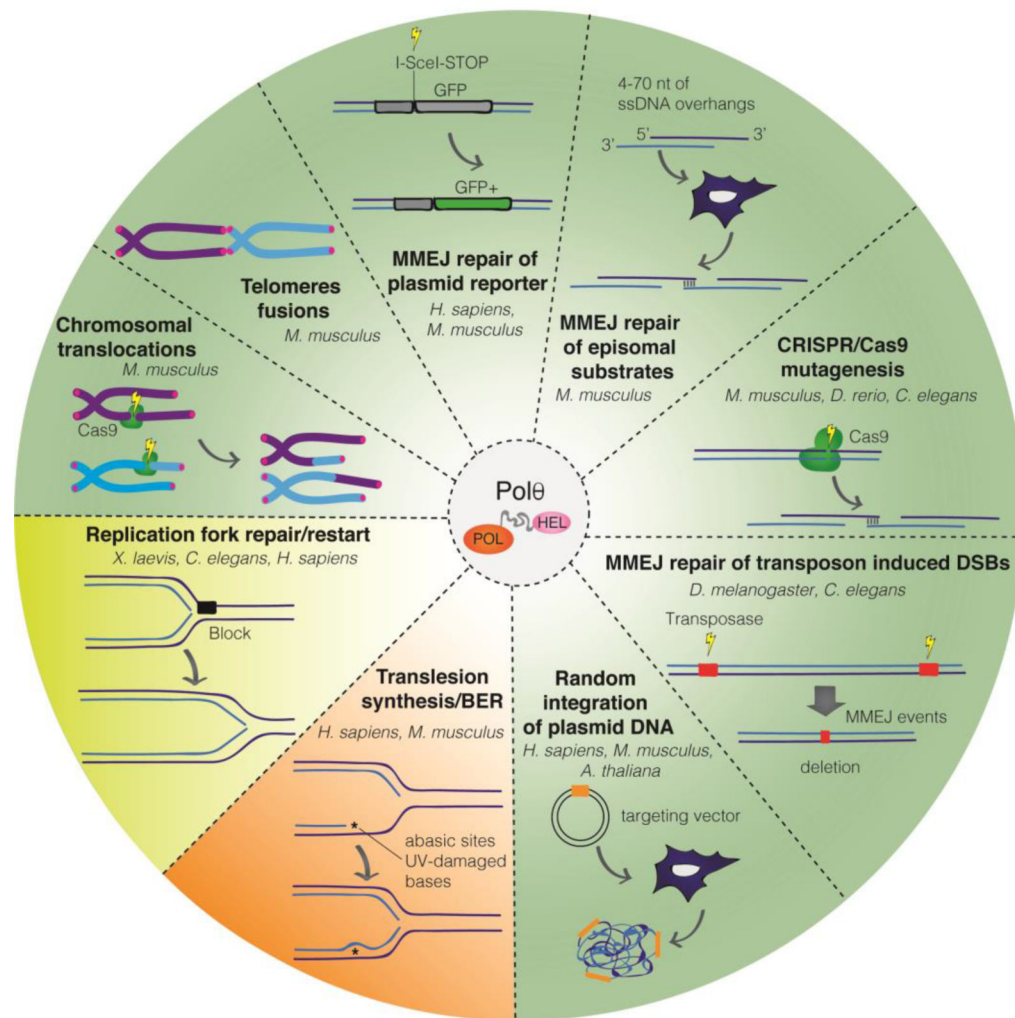 I-SceI-STOP
GFP
GFP+
MMEJ repair of
plasmid reporter
H. sapiens,
M. musculus
4-70 nt of
ssDNA overhangs
5’
3’
3’
MMEJ repair
of episomal
substrates
M. musculus
CRISPR/Cas9
mutagenesis
M. musculus, D. rerio, C. elegans
Cas9
MMEJ repair of transposon induced DSBs
D. melanogaster, C. elegans
Transposase
MMEJ events
deletion
Random
integration
of plasmid DNA
H. sapiens, M. musculus,
A. thaliana
targeting vector
Translesion
synthesis/BER
H. sapiens, M. musculus
*
abasic sites
UV-damaged
bases
*
Replication fork repair/restart
X. laevis, C. elegans, H. sapiens
Block
Chromosomal
translocations
M. musculus
Cas9
Telomeres
fusions
M. musculus
Polθ
POL
HEL